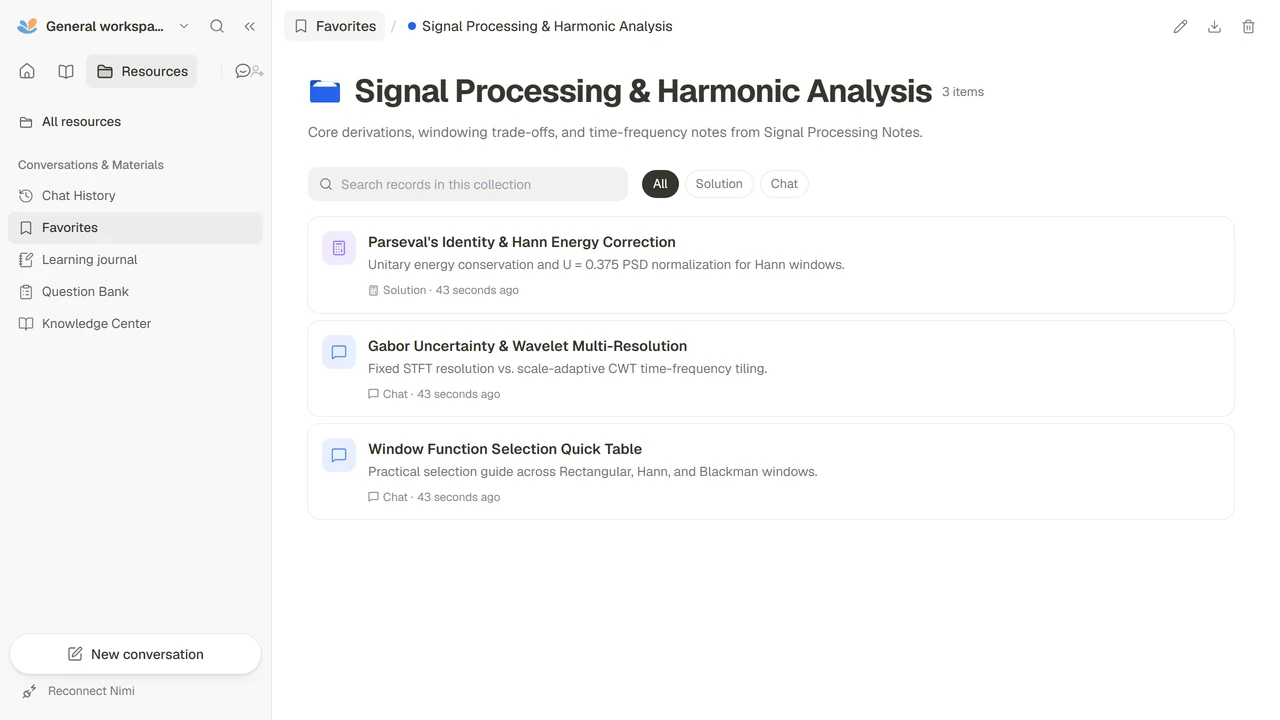 General workspa...
Resources
All resources
Conversations & Materials
Chat History
Favorites
Learning journal
Question Bank
Knowledge Center
New conversation
Reconnect Nimi
Favorites / Signal Processing & Harmonic Analysis
Signal Processing & Harmonic Analysis 3 items
Core derivations, windowing trade-offs, and time-frequency notes from Signal Processing Notes.
Search records in this collection
All
Solution
Chat
Parseval's Identity & Hann Energy Correction
Unitary energy conservation and U = 0.375 PSD normalization for Hann windows.
Solution · 43 seconds ago
Gabor Uncertainty & Wavelet Multi-Resolution
Fixed STFT resolution vs. scale-adaptive CWT time-frequency tiling.
Chat · 43 seconds ago
Window Function Selection Quick Table
Practical selection guide across Rectangular, Hann, and Blackman windows.
Chat · 43 seconds ago